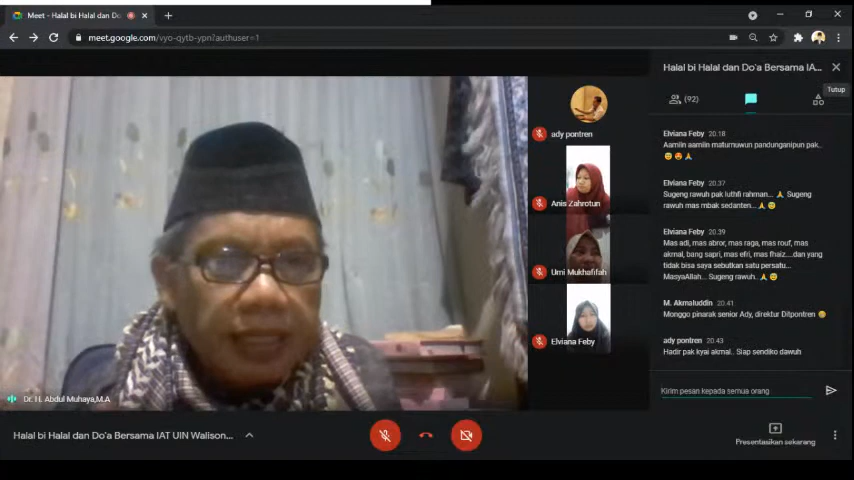 Meet - Halal bi Halal dan Do'
meet.google.com/vyo-qytb-ypn?authuser=1
Halal bi Halal dan Do'a Bersama IA...
Tutup
(92)
ady pontren
Anis Zahrotun
Umi Mukhafifah
Elviana Feby
Dr. H. Abdul Muhaya,M.A
Elviana Feby 20.18
Aamiin aamiin maturnuwun pandunganipun pak..
Elviana Feby 20.37
Sugeng rawuh pak luthfi rahman... Sugeng
rawuh mas mbak sedanten...
Elviana Feby 20.39
Mas adi, mas abror, mas raga, mas rouf, mas
akmal, bang sapri, mas efri, mas fhaiz....dan yang
tidak bisa saya sebutkan satu persatu...
MasyaAllah... Sugeng rawuh..
M. Akmaluddin 20.41
Monggo pinarak senior Ady, direktur Ditpontren
ady pontren 20.43
Hadir pak kyai akmal.. Siap sendiko dawuh
Kirim pesan kepada semua orang
Halal bi Halal dan Do'a Bersama IAT UIN Walison...
Presentasikan sekarang